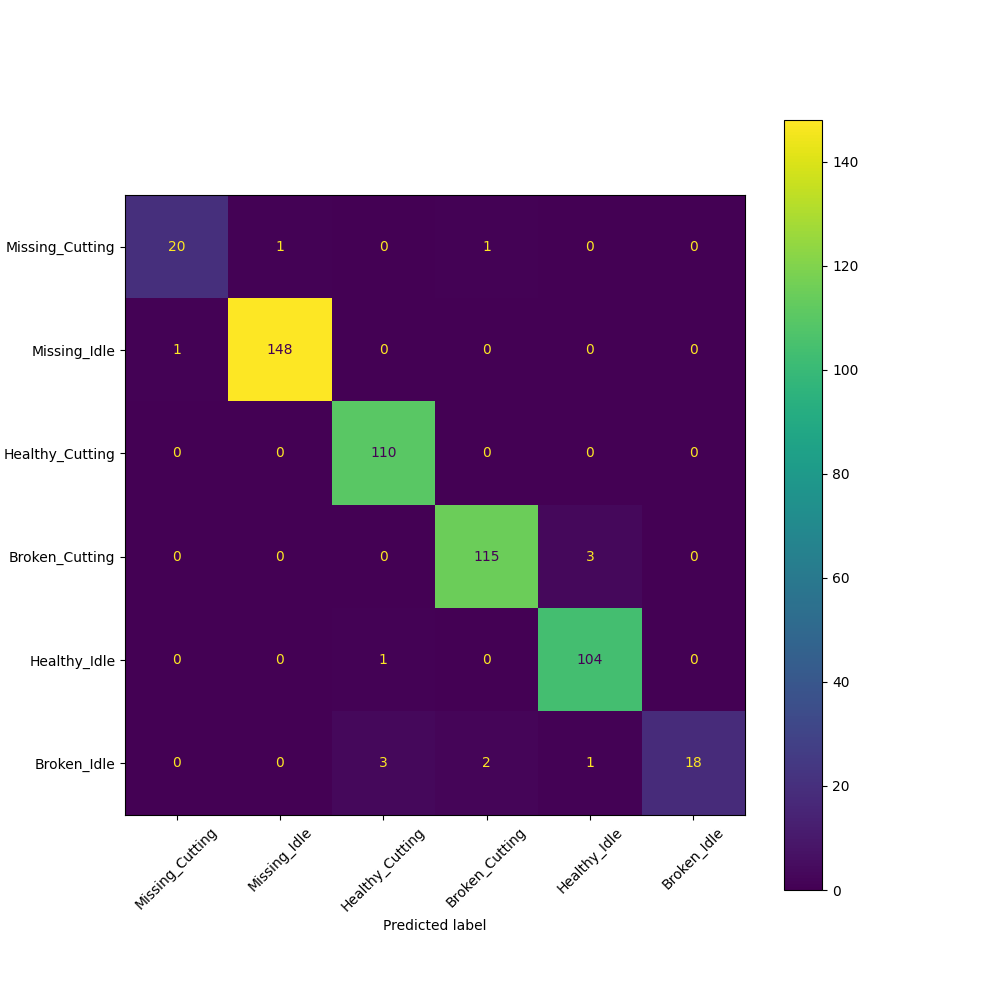 Missing_Cutting 20 1 0 1 0 0
Missing_Idle 1 148 0 0 0 0
Healthy_Cutting 0 0 110 0 0 0
Broken_Cutting 0 0 0 115 3 0
Healthy_Idle 0 0 1 0 104 0
Broken_Idle 0 0 3 2 1 18
Missing_Cutting Missing_Idle Healthy_Cutting Broken_Cutting Healthy_Idle Broken_Idle
Predicted label
140
120
100
80
60
40
20
0